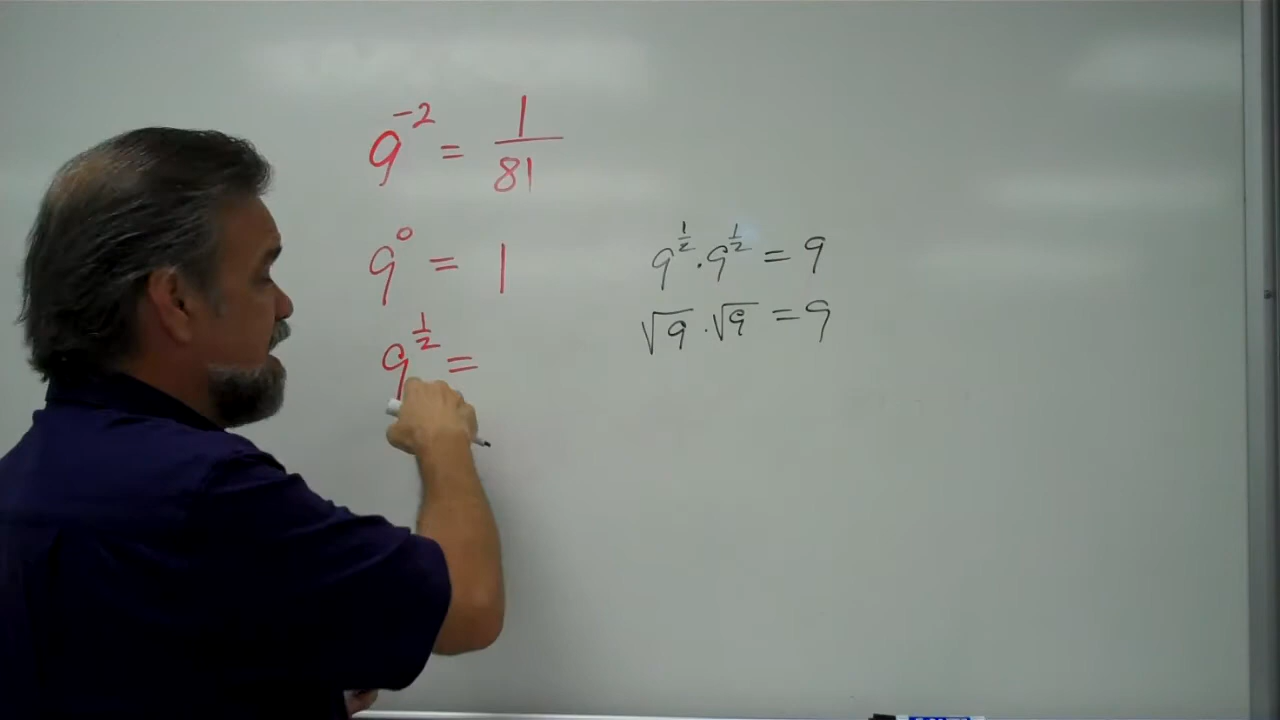 9⁻² = 1/81
9⁰ = 1
9^½ =
9^½ · 9^½ = 9
√9 · √9 = 9